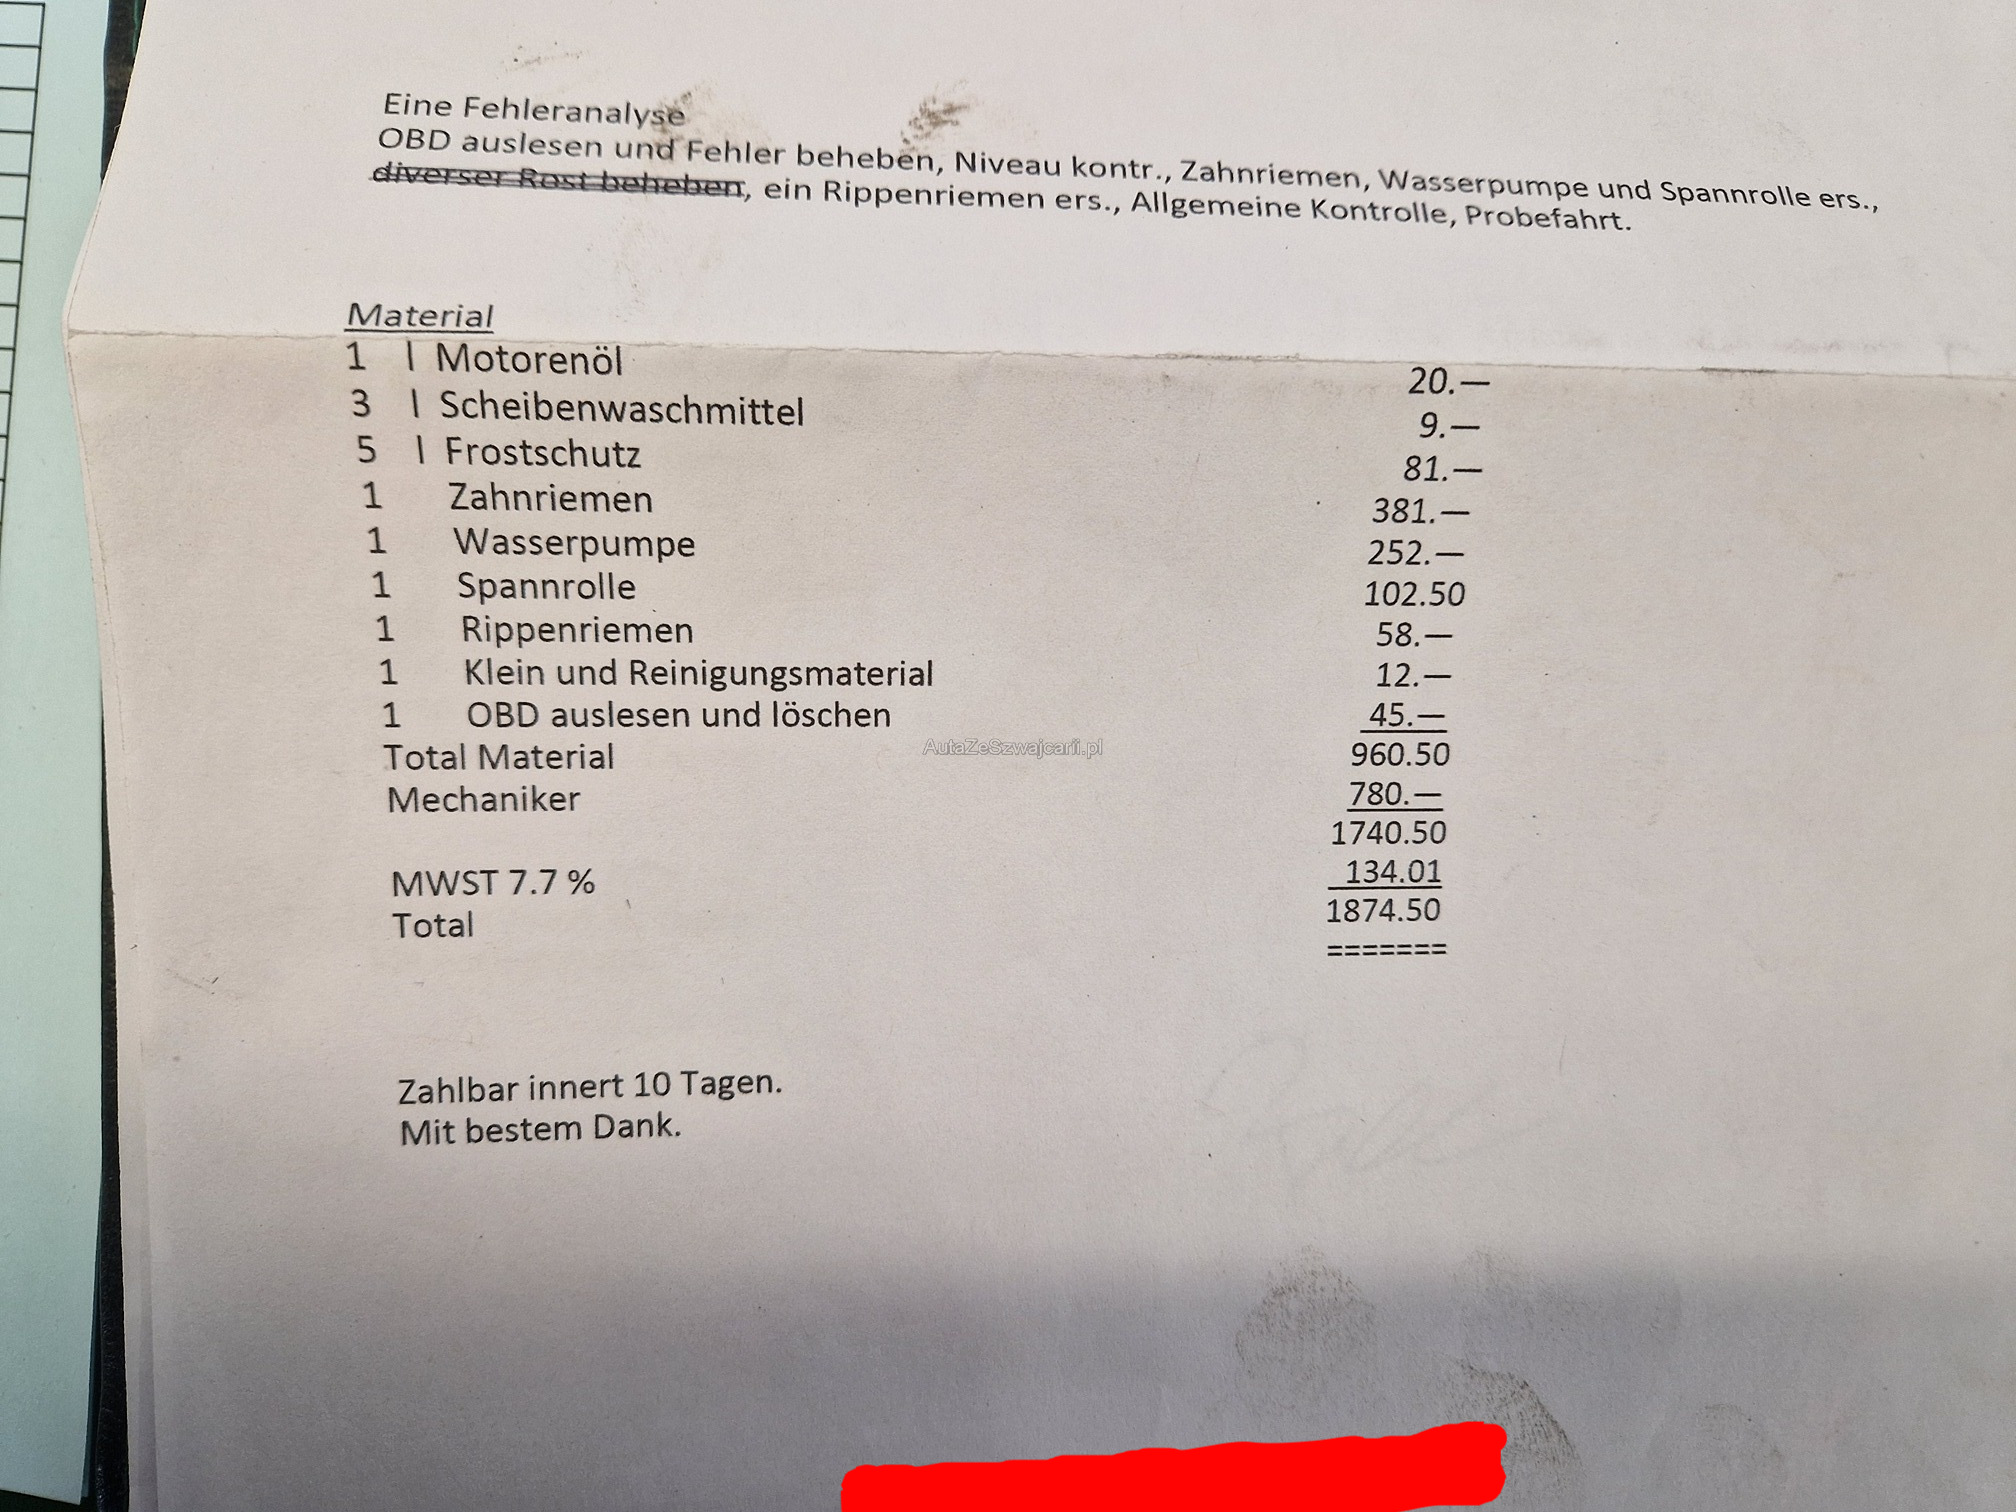 Eine Fehleranalyse
OBD auslesen und Fehler beheben, Niveau kontr., Zahnriemen, Wasserpumpe und Spannrolle ers.,
diverser Rost beheben, ein Rippenriemen ers., Allgemeine Kontrolle, Probefahrt.
Material
1 l Motorenöl 20.—
3 l Scheibenwaschmittel 9.—
5 l Frostschutz 81.—
1 Zahnriemen 381.—
1 Wasserpumpe 252.—
1 Spannrolle 102.50
1 Rippenriemen 58.—
1 Klein und Reinigungsmaterial 12.—
1 OBD auslesen und löschen 45.—
Total Material 960.50
Mechaniker 780.—
1740.50
MWST 7.7 % 134.01
Total 1874.50
=======
AutaZeSzwajcarii.pl
Zahlbar innert 10 Tagen.
Mit bestem Dank.